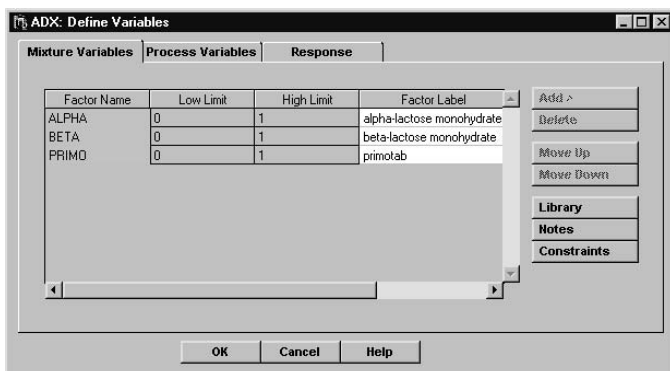 ADX: Define Variables
Mixture Variables Process Variables Response
Factor Name Low Limit High Limit Factor Label
ALPHA 0 1 alpha-lactose monohydrate
BETA 0 1 beta-lactose monohydrate
PRIMO 0 1 primotab
Add >
Delete
Move Up
Move Down
Library
Notes
Constraints
OK Cancel Help